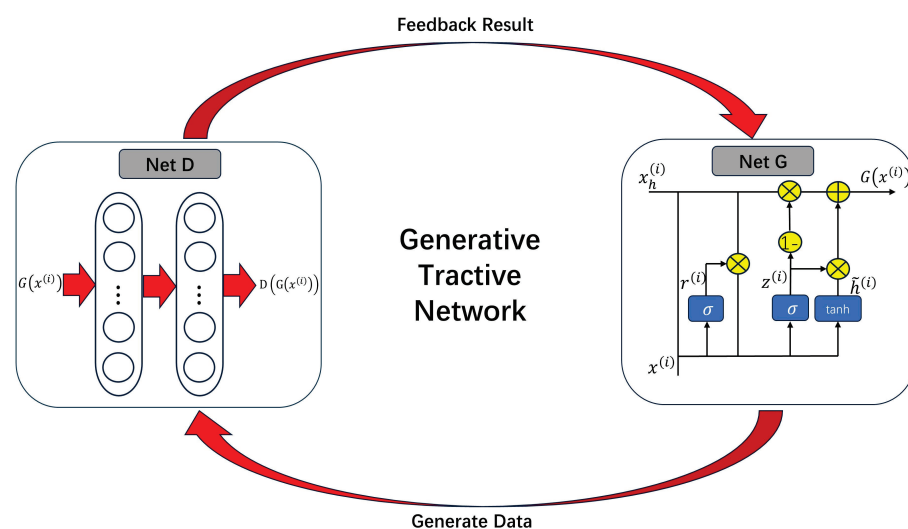 Feedback Result
Net D
G(x⁽ⁱ⁾)
⋮
⋮
D(G(x⁽ⁱ⁾))
Generative
Tractive
Network
Net G
x_h⁽ⁱ⁾
G(x⁽ⁱ⁾)
1-
r⁽ⁱ⁾
z⁽ⁱ⁾
h̃⁽ⁱ⁾
σ
σ
tanh
x⁽ⁱ⁾
Generate Data